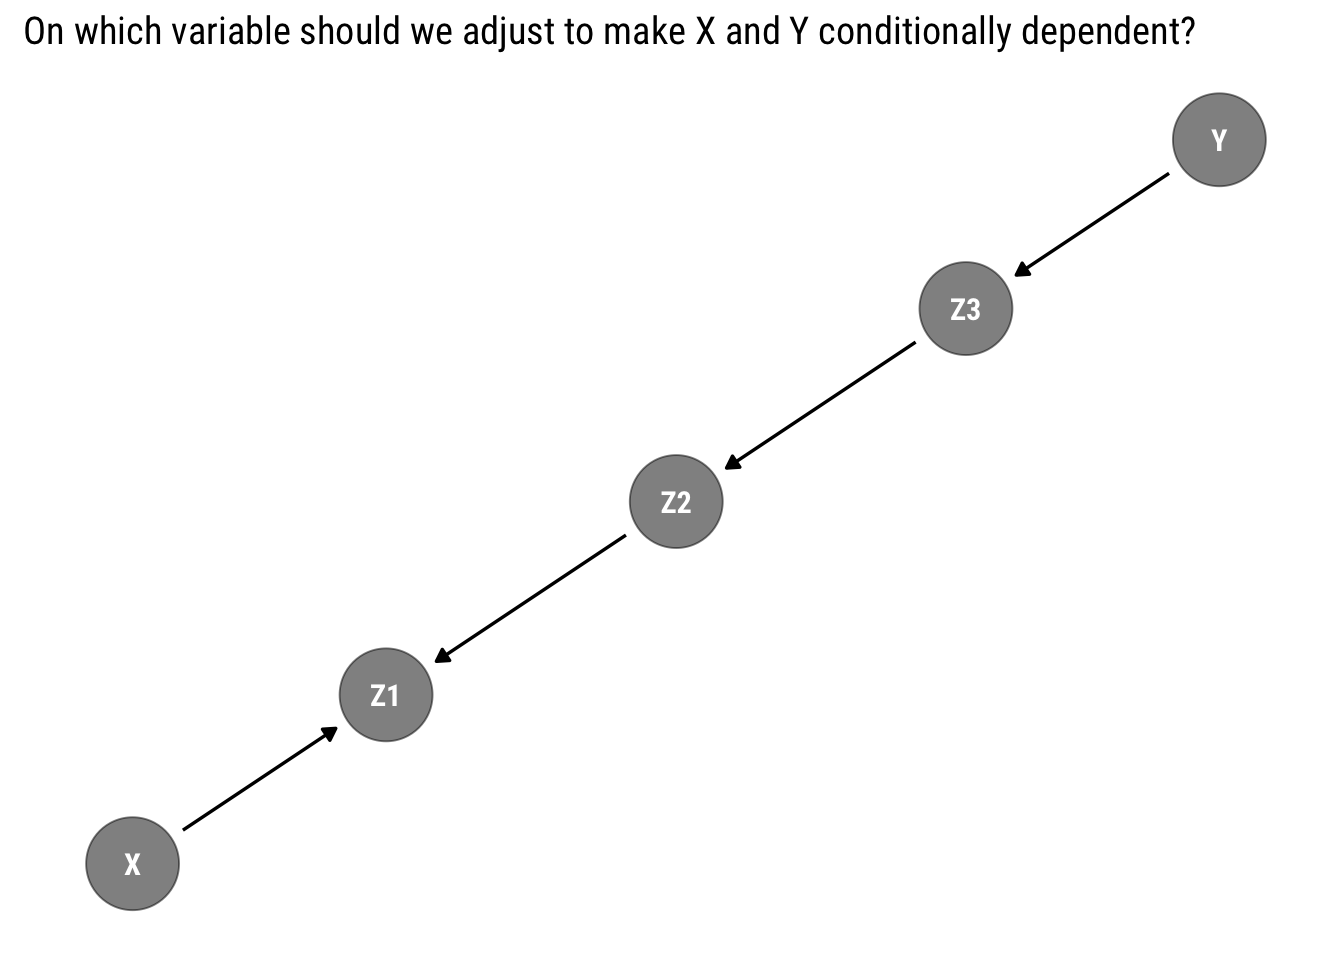 On which variable should we adjust to make X and Y conditionally dependent?
Y
Z3
Z2
Z1
X